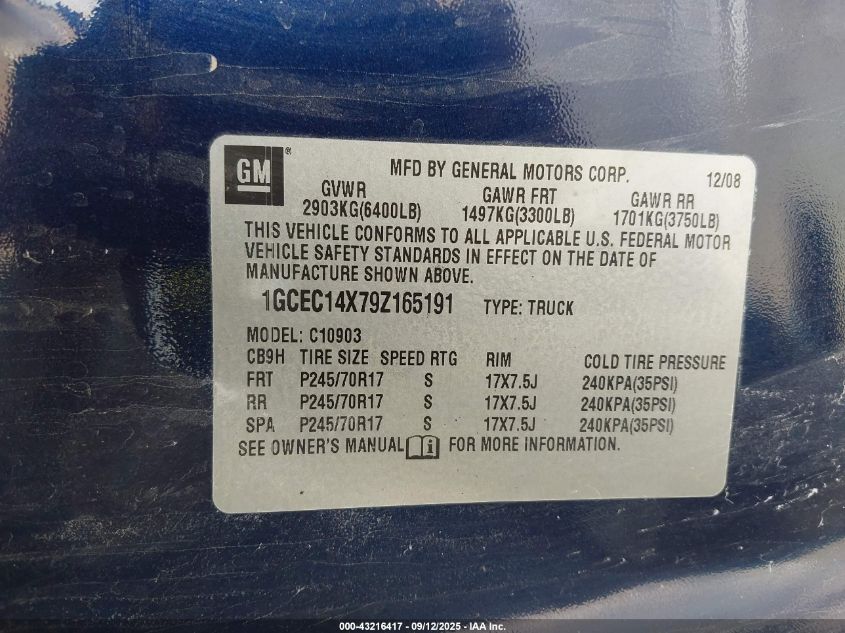 GM®
MFD BY GENERAL MOTORS CORP. 12/08
GVWR GAWR FRT GAWR RR
2903KG(6400LB) 1497KG(3300LB) 1701KG(3750LB)
THIS VEHICLE CONFORMS TO ALL APPLICABLE U.S. FEDERAL MOTOR
VEHICLE SAFETY STANDARDS IN EFFECT ON THE DATE OF
MANUFACTURE SHOWN ABOVE.
1GCEC14X79Z165191 TYPE: TRUCK
MODEL: C10903
CB9H TIRE SIZE SPEED RTG RIM COLD TIRE PRESSURE
FRT P245/70R17 S 17X7.5J 240KPA(35PSI)
RR P245/70R17 S 17X7.5J 240KPA(35PSI)
SPA P245/70R17 S 17X7.5J 240KPA(35PSI)
SEE OWNER'S MANUAL i FOR MORE INFORMATION.
000-43216417 - 09/12/2025 - IAA Inc.